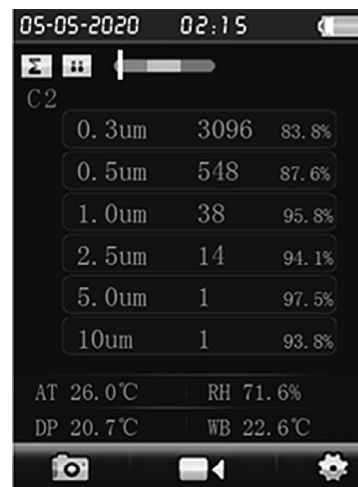 05-05-2020 02:15
Σ
C2
0.3um 3096 83.8%
0.5um 548 87.6%
1.0um 38 95.8%
2.5um 14 94.1%
5.0um 1 97.5%
10um 1 93.8%
AT 26.0℃ RH 71.6%
DP 20.7℃ WB 22.6℃